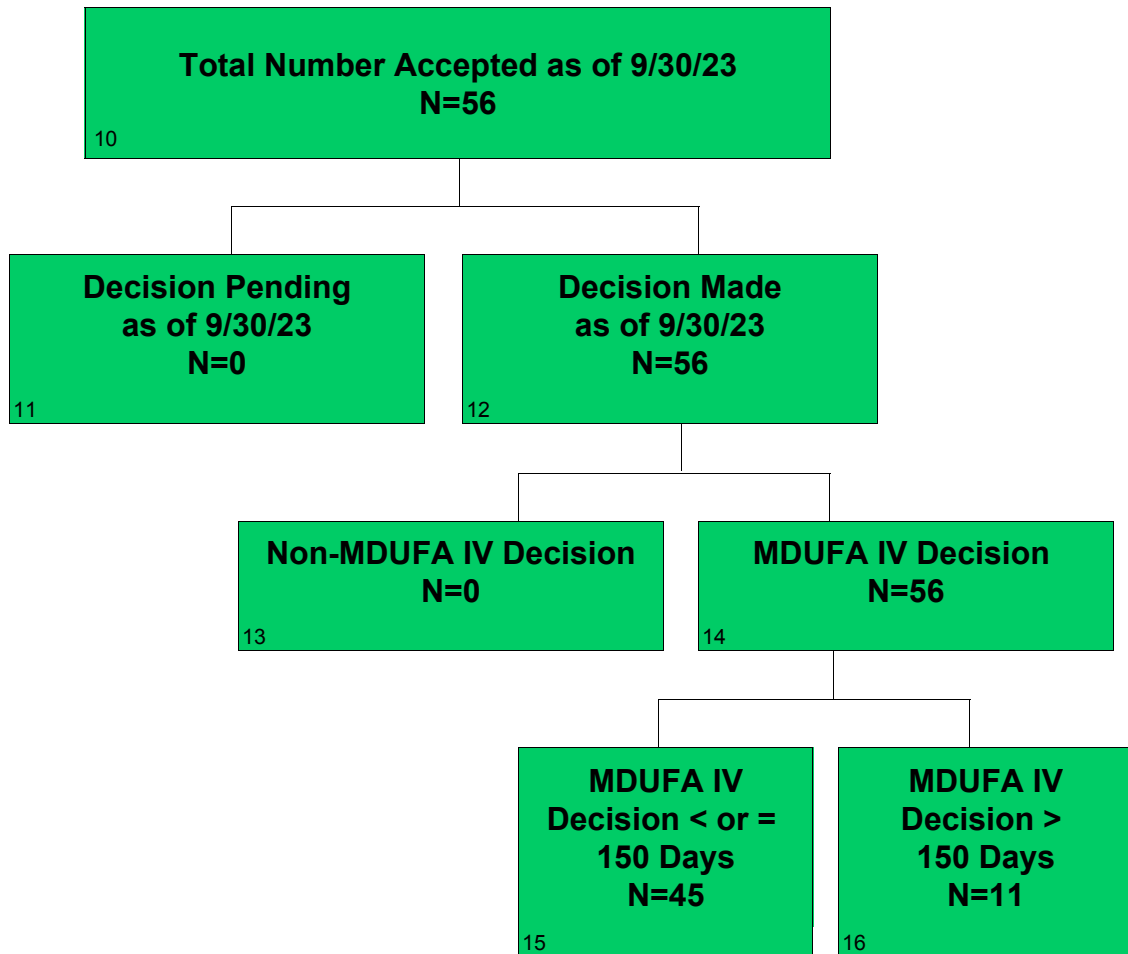 Total Number Accepted as of 9/30/23
N=56
10
Decision Pending
as of 9/30/23
N=0
11
Decision Made
as of 9/30/23
N=56
12
Non-MDUFA IV Decision
N=0
13
MDUFA IV Decision
N=56
14
MDUFA IV
Decision < or =
150 Days
N=45
15
MDUFA IV
Decision >
150 Days
N=11
16